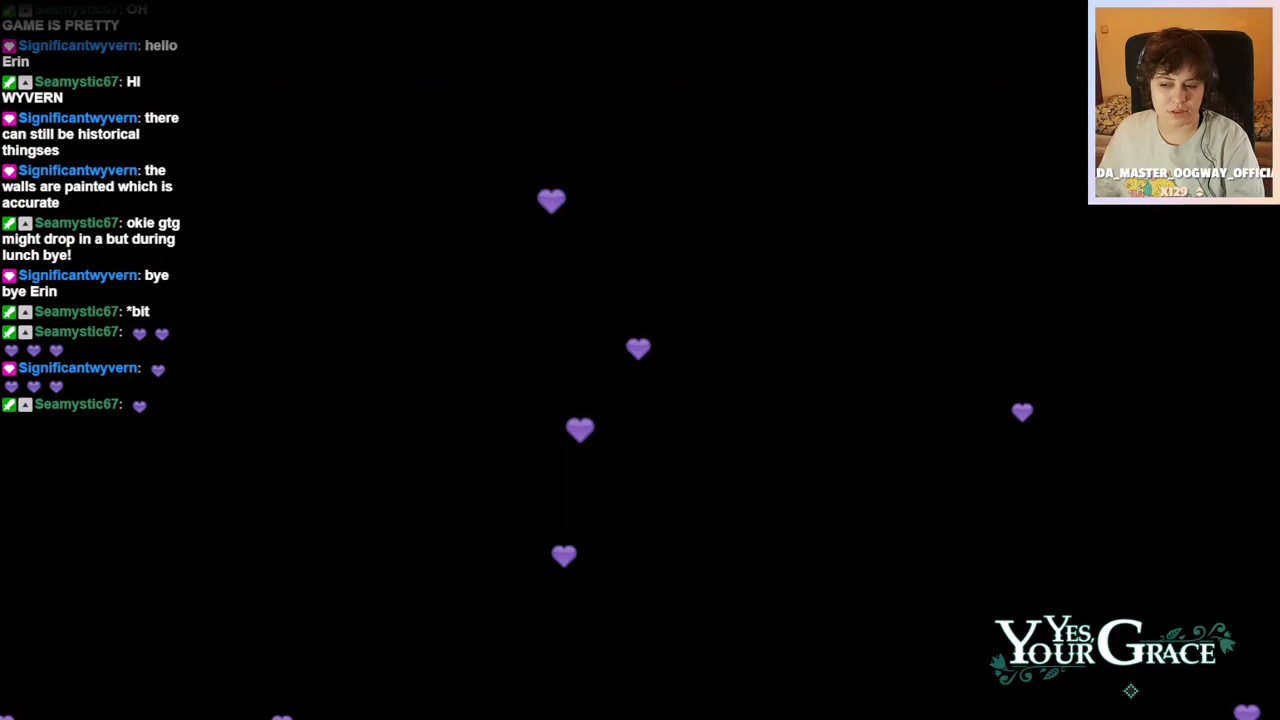 OH
GAME IS PRETTY
Significantwyvern: hello
Erin
Seamystic67: HI
WYVERN
Significantwyvern: there
can still be historical
thingses
Significantwyvern: the
walls are painted which is
accurate
Seamystic67: okie gtg
might drop in a but during
lunch bye!
Significantwyvern: bye
bye Erin
Seamystic67: *bit
Seamystic67:
Significantwyvern:
Seamystic67:
DA_MASTER_OOGWAY_OFFICI
X129
YES,
YOUR GRACE